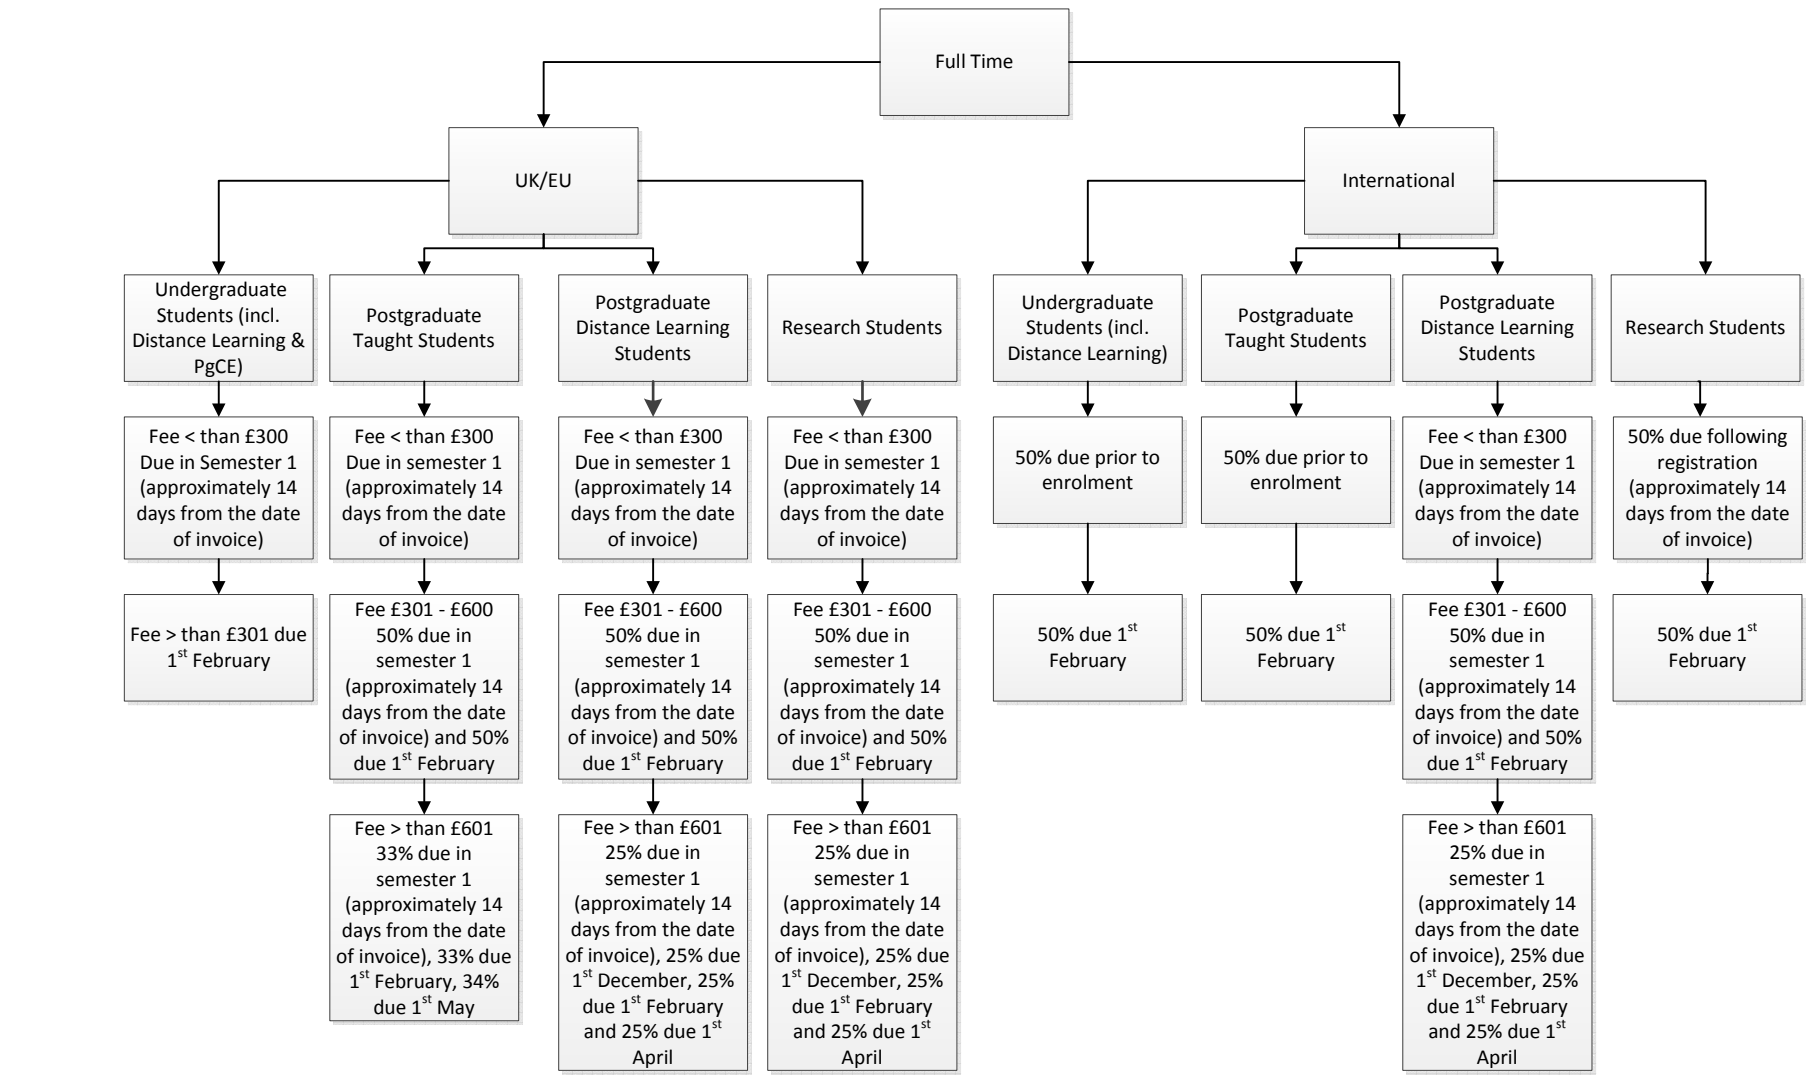 Full Time
UK/EU
International
Undergraduate
Students (incl.
Distance Learning &
PgCE)
Postgraduate
Taught Students
Postgraduate
Distance Learning
Students
Research Students
Undergraduate
Students (incl.
Distance Learning)
Postgraduate
Taught Students
Postgraduate
Distance Learning
Students
Research Students
Fee < than £300
Due in Semester 1
(approximately 14
days from the date
of invoice)
Fee < than £300
Due in semester 1
(approximately 14
days from the date
of invoice)
Fee < than £300
Due in semester 1
(approximately 14
days from the date
of invoice)
Fee < than £300
Due in semester 1
(approximately 14
days from the date
of invoice)
50% due prior to
enrolment
50% due prior to
enrolment
Fee < than £300
Due in semester 1
(approximately 14
days from the date
of invoice)
50% due following
registration
(approximately 14
days from the date
of invoice)
Fee > than £301 due
1st February
Fee £301 - £600
50% due in
semester 1
(approximately 14
days from the date
of invoice) and 50%
due 1st February
Fee £301 - £600
50% due in
semester 1
(approximately 14
days from the date
of invoice) and 50%
due 1st February
Fee £301 - £600
50% due in
semester 1
(approximately 14
days from the date
of invoice) and 50%
due 1st February
50% due 1st
February
50% due 1st
February
Fee £301 - £600
50% due in
semester 1
(approximately 14
days from the date
of invoice) and 50%
due 1st February
50% due 1st
February
Fee > than £601
33% due in
semester 1
(approximately 14
days from the date
of invoice), 33% due
1st February, 34%
due 1st May
Fee > than £601
25% due in
semester 1
(approximately 14
days from the date
of invoice), 25% due
1st December, 25%
due 1st February
and 25% due 1st
April
Fee > than £601
25% due in
semester 1
(approximately 14
days from the date
of invoice), 25% due
1st December, 25%
due 1st February
and 25% due 1st
April
Fee > than £601
25% due in
semester 1
(approximately 14
days from the date
of invoice), 25% due
1st December, 25%
due 1st February
and 25% due 1st
April